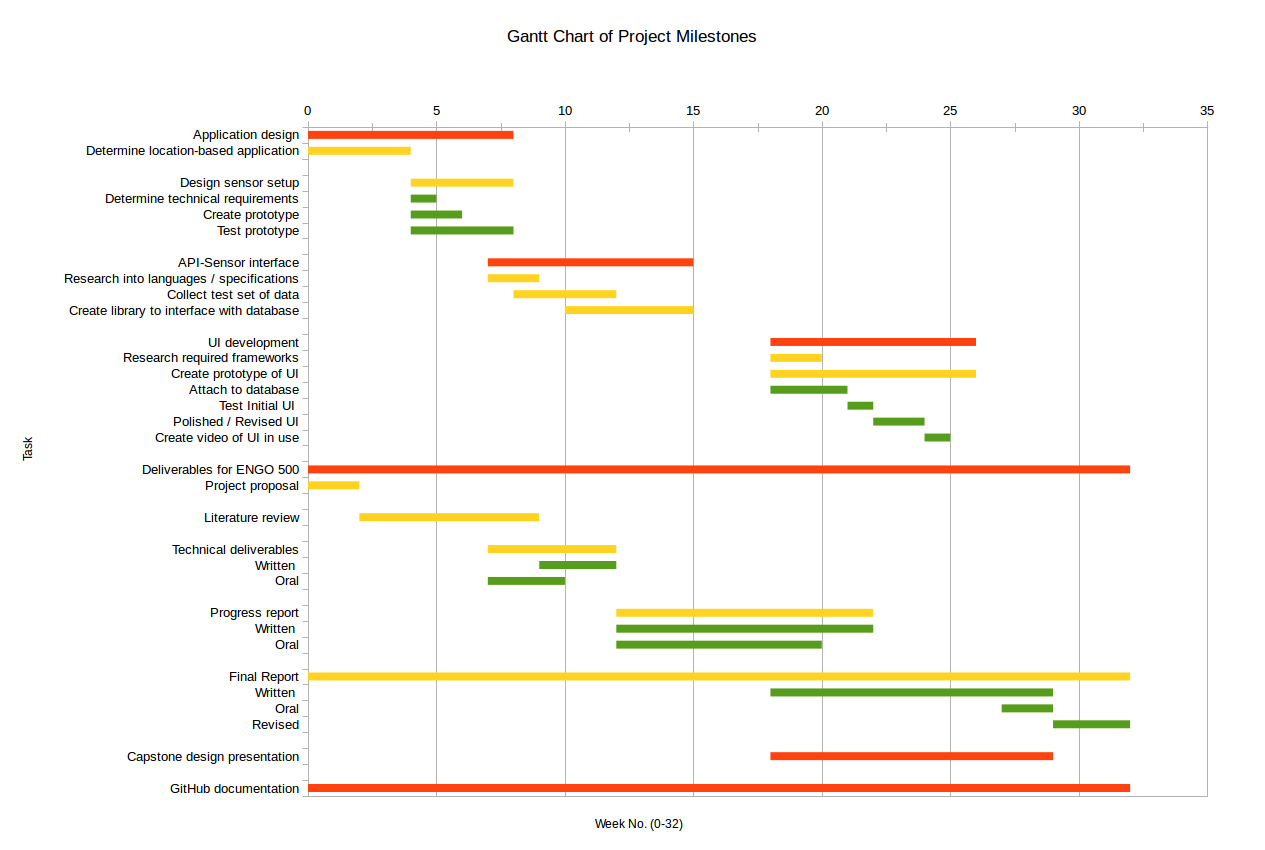 Gantt Chart of Project Milestones
0 5 10 15 20 25 30 35
Application design
Determine location-based application
Design sensor setup
Determine technical requirements
Create prototype
Test prototype
API-Sensor interface
Research into languages / specifications
Collect test set of data
Create library to interface with database
UI development
Research required frameworks
Create prototype of UI
Attach to database
Test Initial UI
Polished / Revised UI
Create video of UI in use
Task
Deliverables for ENGO 500
Project proposal
Literature review
Technical deliverables
Written
Oral
Progress report
Written
Oral
Final Report
Written
Oral
Revised
Capstone design presentation
GitHub documentation
Week No. (0-32)